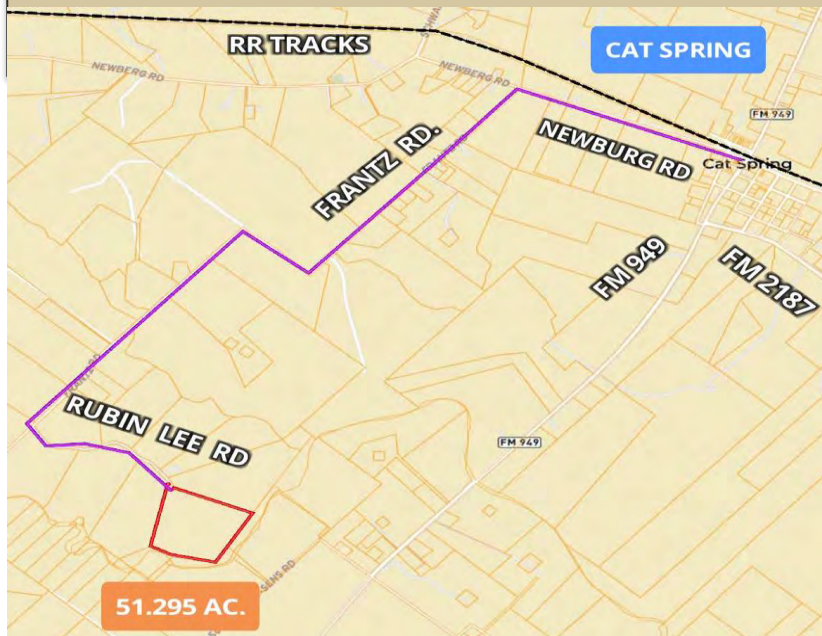 RR TRACKS
CAT SPRING
NEWBERG RD
NEWBERG RD
FM 949
NEWBURG RD
Cat Spring
FRANTZ RD.
FM 949
FM 2187
RUBIN LEE RD
FM 949
51.295 AC.